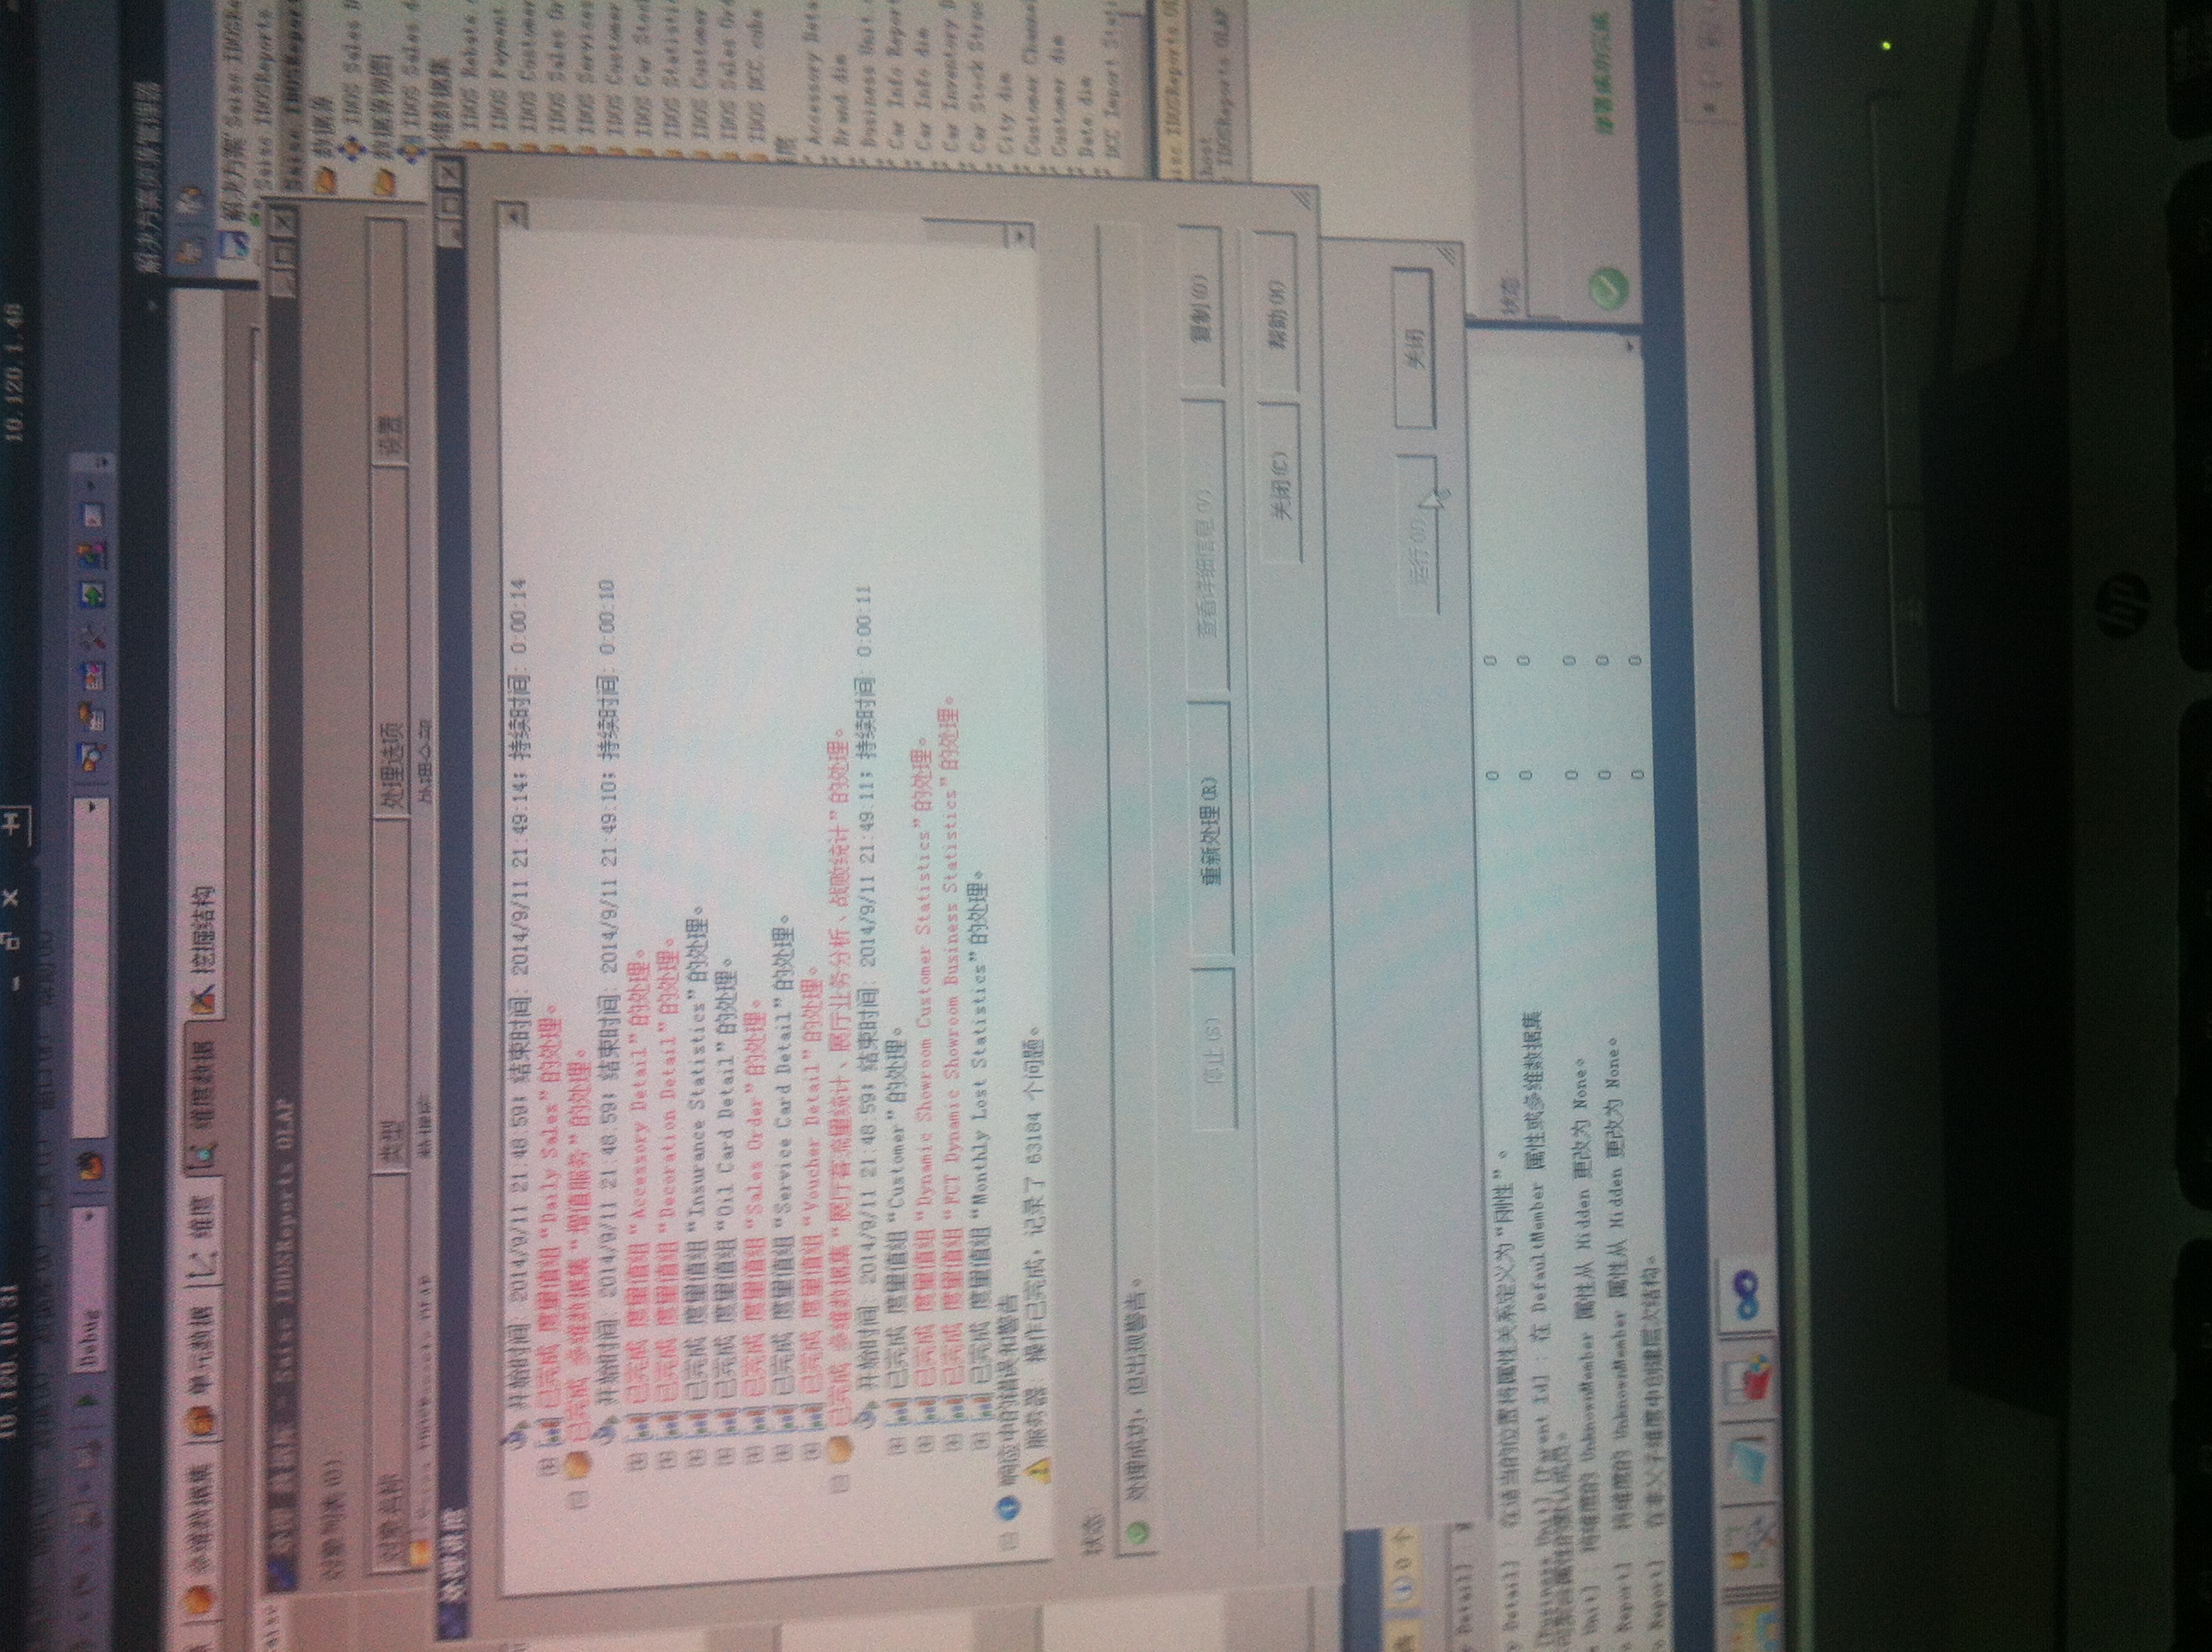 10.120.10.31
10.120.1.48
Debug
解决方案资源管理器
多维数据集 单元数据 维度 维度数据 挖掘结构
解决方案"Saise IDOSRe
Saise IDOSReports
处理 数据库 - Saise IDOSReports OLAP
Saise IDOSRepor
对象列表(O):
数据源
IDOS Sales D
对象名称 类型 处理选项 设置
数据源视图
Saise IDOSReports OLAP 数据库 处理全部
IDOS Sales
处理进度
维数据集
IDOS Rebate
IDOS Payment
IDOS Customer
IDOS Sales Or
IDOS Services
IDOS Customer
IDOS Car Stoc
IDOS Statisti
IDOS Customer
IDOS Sales Ord
IDOS DCC.cube
度
Accessory Deta
Brand.dim
Business Unit.
Car Info Repor
Car Info.dim
Car Inventory D
Car Stock Struc
City.dim
Customer Channe
Customer.dim
Date.dim
DCC Import Stati
开始时间: 2014/9/11 21:48:59; 结束时间: 2014/9/11 21:49:14; 持续时间: 0:00:14
已完成 度量值组“Daily Sales”的处理。
已完成 多维数据集“增值服务”的处理。
开始时间: 2014/9/11 21:48:59; 结束时间: 2014/9/11 21:49:10; 持续时间: 0:00:10
已完成 度量值组“Accessory Detail”的处理。
已完成 度量值组“Decoration Detail”的处理。
已完成 度量值组“Insurance Statistics”的处理。
已完成 度量值组“Oil Card Detail”的处理。
已完成 度量值组“Sales Order”的处理。
已完成 度量值组“Service Card Detail”的处理。
已完成 度量值组“Voucher Detail”的处理。
已完成 多维数据集“展厅客流量统计、展厅业务分析、战败统计”的处理。
开始时间: 2014/9/11 21:48:59; 结束时间: 2014/9/11 21:49:11; 持续时间: 0:00:11
已完成 度量值组“Customer”的处理。
已完成 度量值组“Dynamic Showroom Customer Statistics”的处理。
已完成 度量值组“FCT Dynamic Showroom Business Statistics”的处理。
已完成 度量值组“Monthly Lost Statistics”的处理。
响应中的错误和警告
服务器: 操作已完成，记录了 63184 个问题。
状态:
处理成功，但出现警告。
停止(S) 重新处理(R) 查看详细信息(V)... 复制(O)
关闭(C) 帮助(H)
aise IDOSReports OL
host
IDOSReports OLAP
运行(U)... 关闭
0 个
y Detail] :
y Detail] : 在适当的位置将属性关系定义为“刚性”。 0 0
[Business Unit].[Parent Id] : 在 DefaultMember 属性或多维数据集 0 0
可聚合属性的默认成员。
s Unit] : 将维度的 UnknownMember 属性从 Hidden 更改为 None。 0 0
o Report] : 将维度的 UnknownMember 属性从 Hidden 更改为 None。 0 0
o Report] : 在非父子维度中创建层次结构。 0 0
状态:
部署成功完成
hp